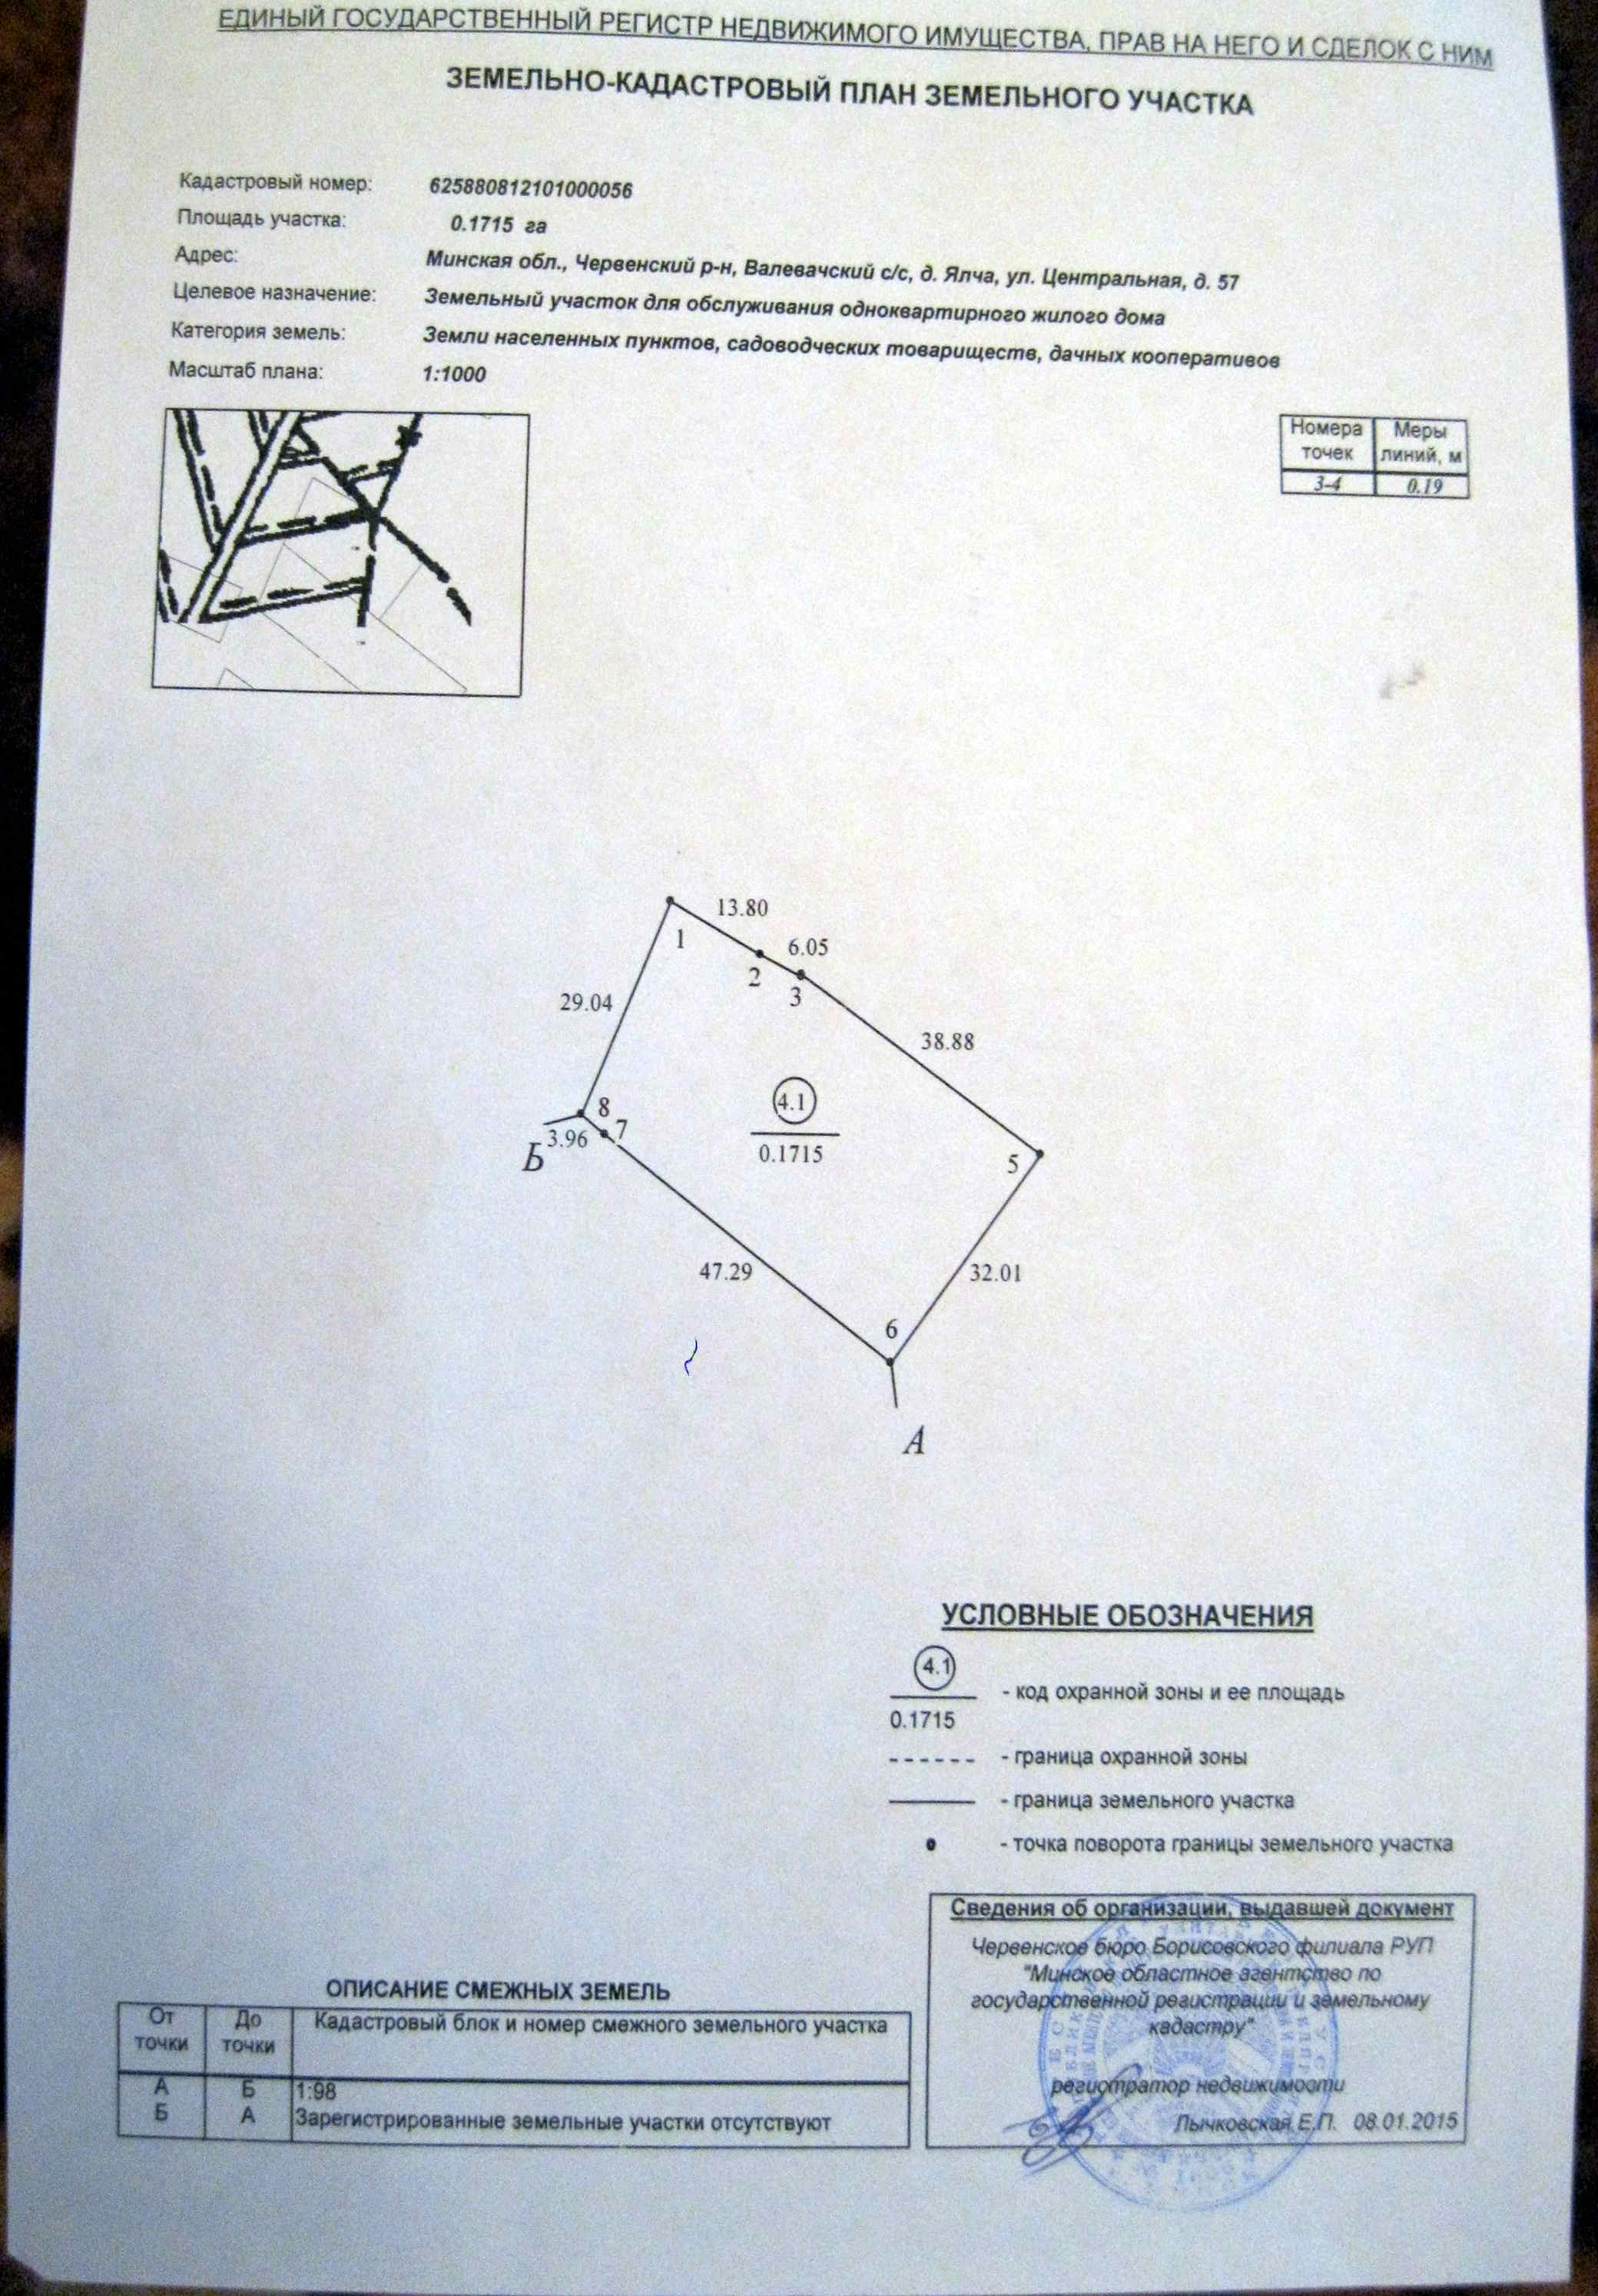 ЕДИНЫЙ ГОСУДАРСТВЕННЫЙ РЕГИСТР НЕДВИЖИМОГО ИМУЩЕСТВА, ПРАВ НА НЕГО И СДЕЛОК С НИМ
ЗЕМЕЛЬНО-КАДАСТРОВЫЙ ПЛАН ЗЕМЕЛЬНОГО УЧАСТКА
Кадастровый номер: 625880812101000056
Площадь участка: 0.1715 га
Адрес: Минская обл., Червенский р-н, Валевачский с/с, д. Ялча, ул. Центральная, д. 57
Целевое назначение: Земельный участок для обслуживания одноквартирного жилого дома
Категория земель: Земли населенных пунктов, садоводческих товариществ, дачных кооперативов
Масштаб плана: 1:1000
Номера точек Меры линий, м
3-4 0.19
13.80
1
6.05
2
3
29.04
38.88
4.1
0.1715
8
7
3.96
Б
5
47.29
32.01
6
А
УСЛОВНЫЕ ОБОЗНАЧЕНИЯ
4.1
0.1715
- код охранной зоны и ее площадь
- граница охранной зоны
- граница земельного участка
- точка поворота границы земельного участка
Сведения об организации, выдавшей документ
Червенское бюро Борисовского филиала РУП
"Минское областное агентство по
государственной регистрации и земельному
кадастру"
регистратор недвижимости
Лычковская Е.П. 08.01.2015
ОПИСАНИЕ СМЕЖНЫХ ЗЕМЕЛЬ
От точки До точки Кадастровый блок и номер смежного земельного участка
А Б 1:98
Б А Зарегистрированные земельные участки отсутствуют